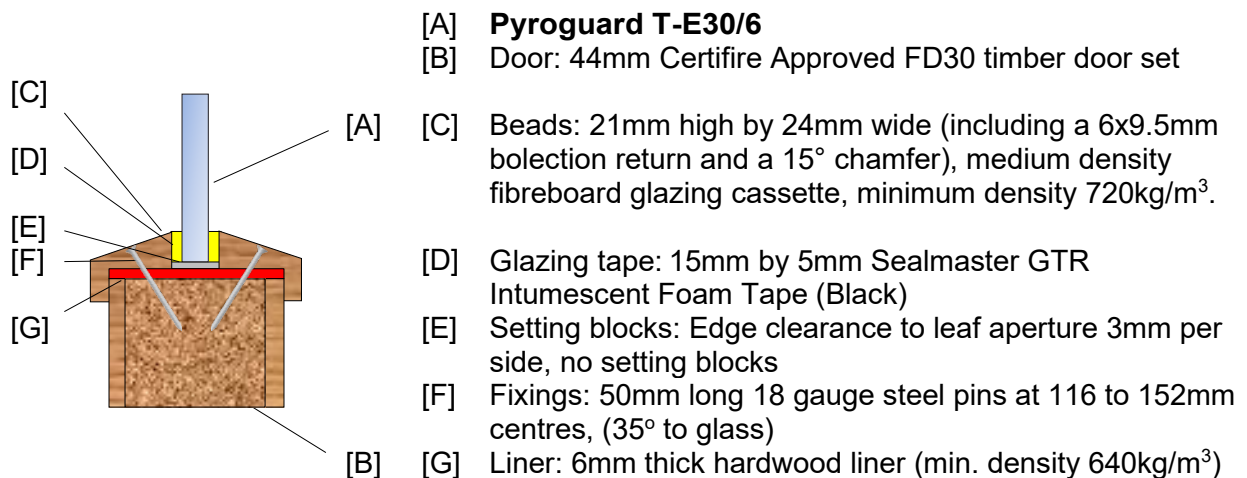 [A] Pyroguard T-E30/6
[B] Door: 44mm Certifire Approved FD30 timber door set
[C]
[A] [C] Beads: 21mm high by 24mm wide (including a 6x9.5mm
bolection return and a 15° chamfer), medium density
fibreboard glazing cassette, minimum density 720kg/m³.
[D]
[E]
[F]
[D] Glazing tape: 15mm by 5mm Sealmaster GTR
Intumescent Foam Tape (Black)
[G]
[E] Setting blocks: Edge clearance to leaf aperture 3mm per
side, no setting blocks
[F] Fixings: 50mm long 18 gauge steel pins at 116 to 152mm
centres, (35° to glass)
[B] [G] Liner: 6mm thick hardwood liner (min. density 640kg/m³)